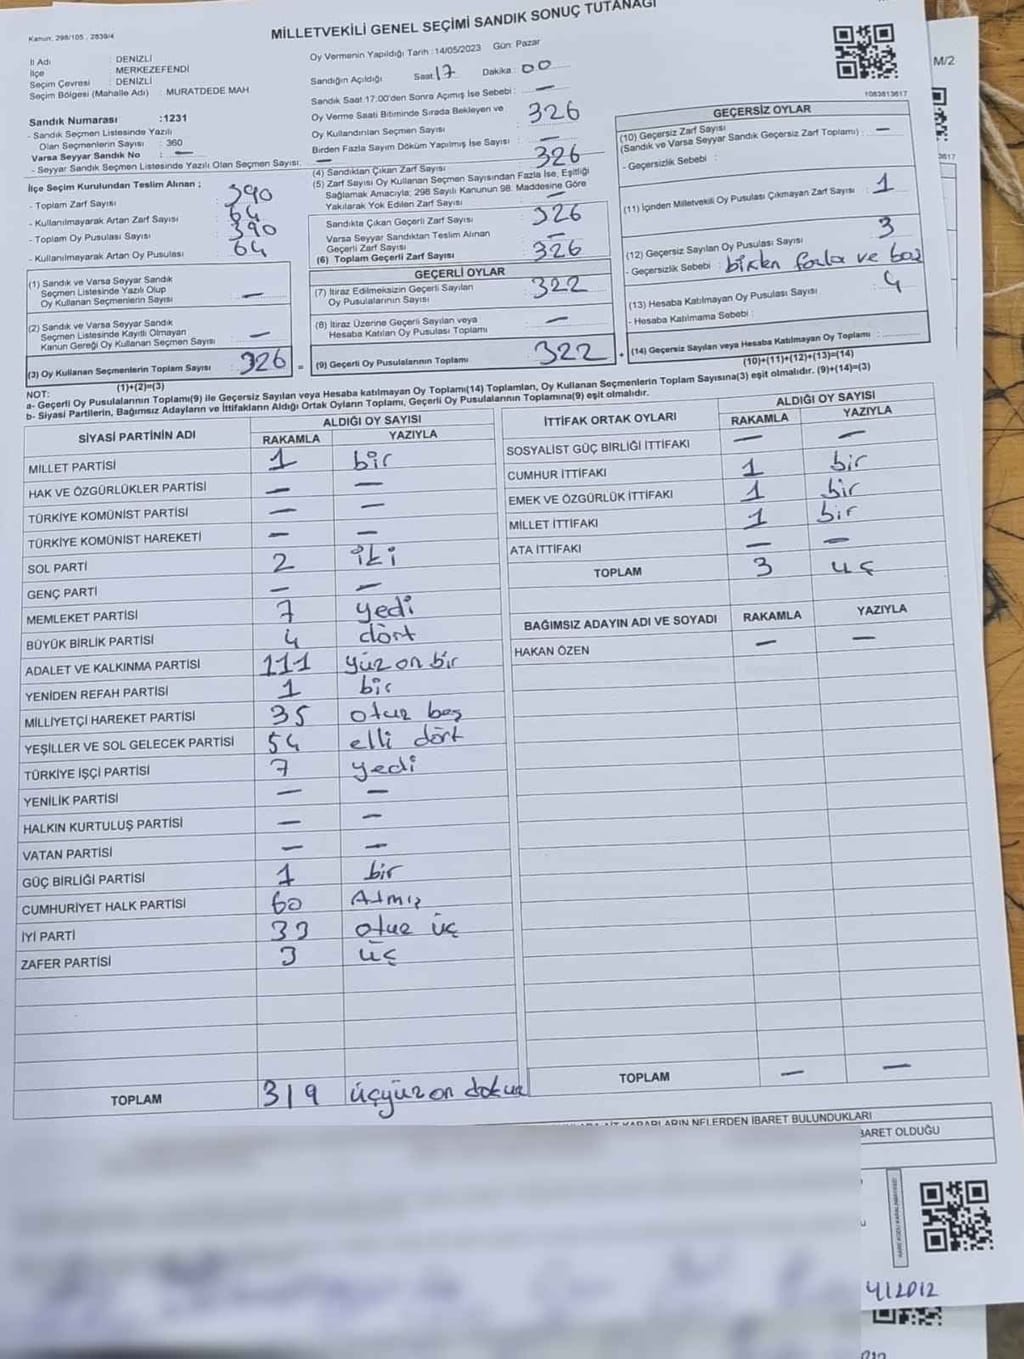 MİLLETVEKİLİ GENEL SEÇİMİ SANDIK SONUÇ TUTANAĞI
Kanun: 298/105, 2839/4
M/2
İl Adı : DENİZLİ
İlçe : MERKEZEFENDİ
Seçim Çevresi : DENİZLİ
Seçim Bölgesi (Mahalle Adı) : MURATDEDE MAH.
Sandık Numarası :1231
- Sandık Seçmen Listesinde Yazılı
Olan Seçmenlerin Sayısı : 360
Varsa Seyyar Sandık No : —
- Seyyar Sandık Seçmen Listesinde Yazılı Olan Seçmen Sayısı: —
İlçe Seçim Kurulundan Teslim Alınan ;
- Toplam Zarf Sayısı : 390
- Kullanılmayarak Artan Zarf Sayısı : 64
- Toplam Oy Pusulası Sayısı : 390
- Kullanılmayarak Artan Oy Pusulası : 64
(1) Sandık ve Varsa Seyyar Sandık
Seçmen Listesinde Yazılı Olup
Oy Kullanan Seçmenlerin Sayısı : —
(2) Sandık ve Varsa Seyyar Sandık
Seçmen Listesinde Kayıtlı Olmayan
Kanun Gereği Oy Kullanan Seçmen Sayısı : —
(3) Oy Kullanan Seçmenlerin Toplam Sayısı : 326
(1)+(2)=(3)
Oy Vermenin Yapıldığı Tarih :14/05/2023 Gün: Pazar
Sandığın Açıldığı Saat:17 Dakika : 00
Sandık Saat 17:00'den Sonra Açımış İse Sebebi : —
Oy Verme Saati Bitiminde Sırada Bekleyen ve
Oy Kullandırılan Seçmen Sayısı : 326
Birden Fazla Sayım Döküm Yapılmış İse Sayısı : —
(4) Sandıktan Çıkan Zarf Sayısı : 326
(5) Zarf Sayısı Oy Kullanan Seçmen Sayısından Fazla İse, Eşitliği
Sağlamak Amacıyla; 298 Sayılı Kanunun 98. Maddesine Göre
Yakılarak Yok Edilen Zarf Sayısı : —
Sandıkta Çıkan Geçerli Zarf Sayısı : 326
Varsa Seyyar Sandıktan Teslim Alınan
Geçerli Zarf Sayısı : —
(6) Toplam Geçerli Zarf Sayısı : 326
GEÇERLİ OYLAR
(7) İtiraz Edilmeksizin Geçerli Sayılan
Oy Pusulalarının Sayısı : 322
(8) İtiraz Üzerine Geçerli Sayılan veya
Hesaba Katılan Oy Pusulası Toplamı : —
= (9) Geçerli Oy Pusulalarının Toplamı : 322 +
1083813617
GEÇERSİZ OYLAR
(10) Geçersiz Zarf Sayısı
(Sandık ve Varsa Seyyar Sandık Geçersiz Zarf Toplamı) : —
- Geçersizlik Sebebi :
(11) İçinden Milletvekili Oy Pusulası Çıkmayan Zarf Sayısı : 1
(12) Geçersiz Sayılan Oy Pusulası Sayısı : 3
- Geçersizlik Sebebi : birden fazla ve boş
(13) Hesaba Katılmayan Oy Pusulası Sayısı : 4
- Hesaba Katılmama Sebebi :
(14) Geçersiz Sayılan veya Hesaba Katılmayan Oy Toplamı :
(10)+(11)+(12)+(13)=(14)
NOT:
a- Geçerli Oy Pusulalarının Toplamı(9) ile Geçersiz Sayılan veya Hesaba katılmayan Oy Toplamı(14) Toplamları, Oy Kullanan Seçmenlerin Toplam Sayısına(3) eşit olmalıdır. (9)+(14)=(3)
b- Siyasi Partilerin, Bağımsız Adayların ve İttifakların Aldığı Ortak Oyların Toplamı, Geçerli Oy Pusulalarının Toplamına(9) eşit olmalıdır.
SİYASİ PARTİNİN ADI ALDIĞI OY SAYISI
RAKAMLA YAZIYLA
MİLLET PARTİSİ 1 bir
HAK VE ÖZGÜRLÜKLER PARTİSİ — —
TÜRKİYE KOMÜNİST PARTİSİ — —
TÜRKİYE KOMÜNİST HAREKETİ — —
SOL PARTİ 2 iki
GENÇ PARTİ — —
MEMLEKET PARTİSİ 7 yedi
BÜYÜK BİRLİK PARTİSİ 4 dört
ADALET VE KALKINMA PARTİSİ 111 yüz on bir
YENİDEN REFAH PARTİSİ 1 bir
MİLLİYETÇİ HAREKET PARTİSİ 35 otuz beş
YEŞİLLER VE SOL GELECEK PARTİSİ 54 elli dört
TÜRKİYE İŞÇİ PARTİSİ 7 yedi
YENİLİK PARTİSİ — —
HALKIN KURTULUŞ PARTİSİ — —
VATAN PARTİSİ — —
GÜÇ BİRLİĞİ PARTİSİ 1 bir
CUMHURİYET HALK PARTİSİ 60 Atmış
İYİ PARTİ 33 otuz üç
ZAFER PARTİSİ 3 üç
TOPLAM 319 üçyüz on dokuz
İTTİFAK ORTAK OYLARI ALDIĞI OY SAYISI
RAKAMLA YAZIYLA
SOSYALİST GÜÇ BİRLİĞİ İTTİFAKI — —
CUMHUR İTTİFAKI 1 bir
EMEK VE ÖZGÜRLÜK İTTİFAKI 1 bir
MİLLET İTTİFAKI 1 bir
ATA İTTİFAKI — —
TOPLAM 3 üç
BAĞIMSIZ ADAYIN ADI VE SOYADI RAKAMLA YAZIYLA
HAKAN ÖZEN — —
TOPLAM — —
KARARLARIN NELERDEN İBARET BULUNDUKLARI
BARET OLDUĞU